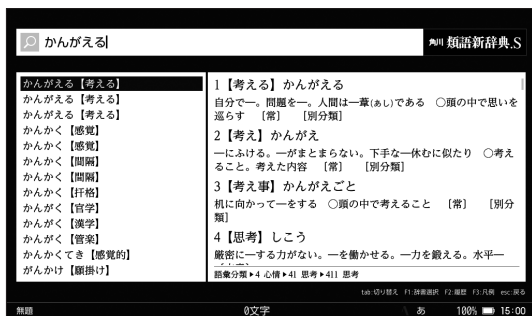 かんがえる
角川 類語新辞典.S
かんがえる【考える】
かんがえる【考える】
かんがえる【考える】
かんかく【感覚】
かんかく【感覚】
かんかく【間隔】
かんかく【間隔】
かんかく【扞格】
かんがく【官学】
かんがく【漢学】
かんがく【管楽】
かんかくてき【感覚的】
がんかけ【願掛け】
1【考える】かんがえる
自分で━。問題を━。人間は━葦(あし)である　○頭の中で思いを
巡らす　［常］　［別分類］
2【考え】かんがえ
━にふける。━がまとまらない。下手な━休むに似たり　○考え
ること。考えた内容　［常］　［別分類］
3【考え事】かんがえごと
机に向かって━をする　○頭の中で考えること　［常］　［別分
類］
4【思考】しこう
厳密に━する力がない。━を働かせる。━力を鍛える。水平━
語彙分類▸4 心情▸41 思考▸411 思考
tab:切り替え F1:辞書選択 F2:履歴 F3:凡例 esc:戻る
無題 0文字 あ 100% 15:00